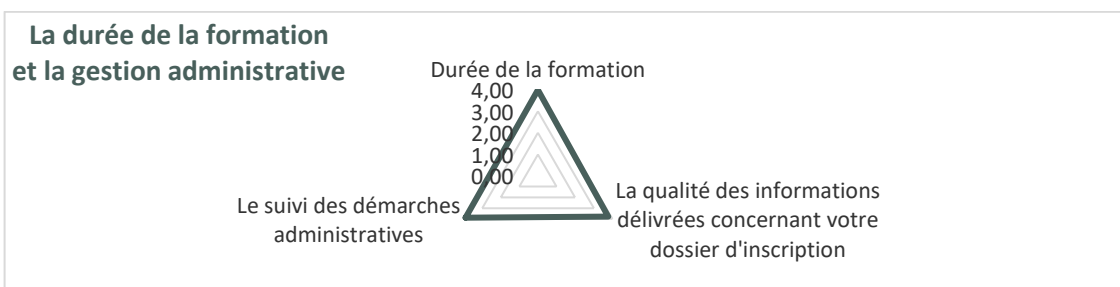 La durée de la formation
et la gestion administrative
Durée de la formation
4,00
3,00
2,00
1,00
0,00
La qualité des informations
délivrées concernant votre
dossier d'inscription
Le suivi des démarches
administratives